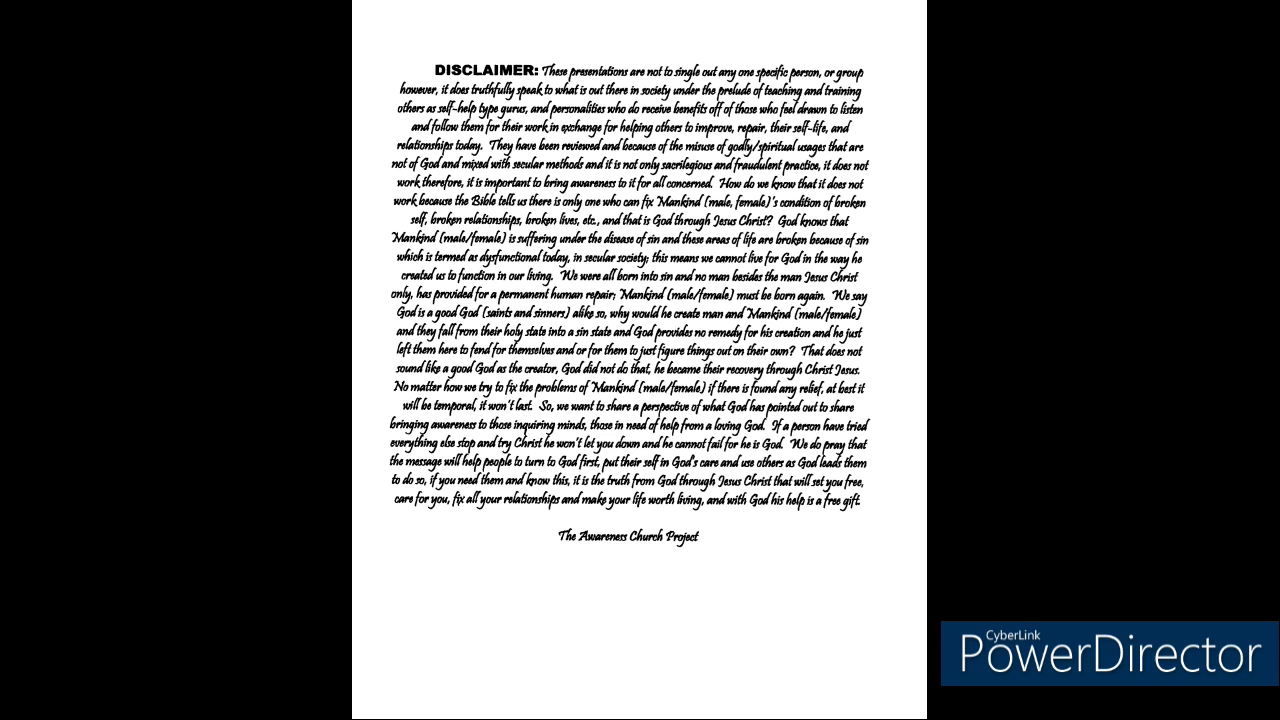 DISCLAIMER: These presentations are not to single out any one specific person, or group
however, it does truthfully speak to what is out there in society under the prelude of teaching and training
others as self-help type gurus, and personalities who do receive benefits off of those who feel drawn to listen
and follow them for their work in exchange for helping others to improve, repair, their self-life, and
relationships today. They have been reviewed and because of the misuse of godly/spiritual usages that are
not of God and mixed with secular methods and it is not only sacrilegious and fraudulent practice, it does not
work therefore, it is important to bring awareness to it for all concerned. How do we know that it does not
work because the Bible tells us there is only one who can fix Mankind (male, female)'s condition of broken
self, broken relationships, broken lives, etc., and that is God through Jesus Christ? God knows that
Mankind (male/female) is suffering under the disease of sin and these areas of life are broken because of sin
which is termed as dysfunctional today, in secular society; this means we cannot live for God in the way he
created us to function in our living. We were all born into sin and no man besides the man Jesus Christ
only, has provided for a permanent human repair; Mankind (male/female) must be born again. We say
God is a good God (saints and sinners) alike so, why would he create man and Mankind (male/female)
and they fall from their holy state into a sin state and God provides no remedy for his creation and he just
left them here to fend for themselves and or for them to just figure things out on their own? That does not
sound like a good God as the creator, God did not do that, he became their recovery through Christ Jesus.
No matter how we try to fix the problems of Mankind (male/female) if there is found any relief, at best it
will be temporal, it won't last. So, we want to share a perspective of what God has pointed out to share
bringing awareness to those inquiring minds, those in need of help from a loving God. If a person have tried
everything else stop and try Christ he won't let you down and he cannot fail for he is God. We do pray that
the message will help people to turn to God first, put their self in God's care and use others as God leads them
to do so, if you need them and know this, it is the truth from God through Jesus Christ that will set you free,
care for you, fix all your relationships and make your life worth living, and with God his help is a free gift.
The Awareness Church Project
CyberLink
PowerDirector